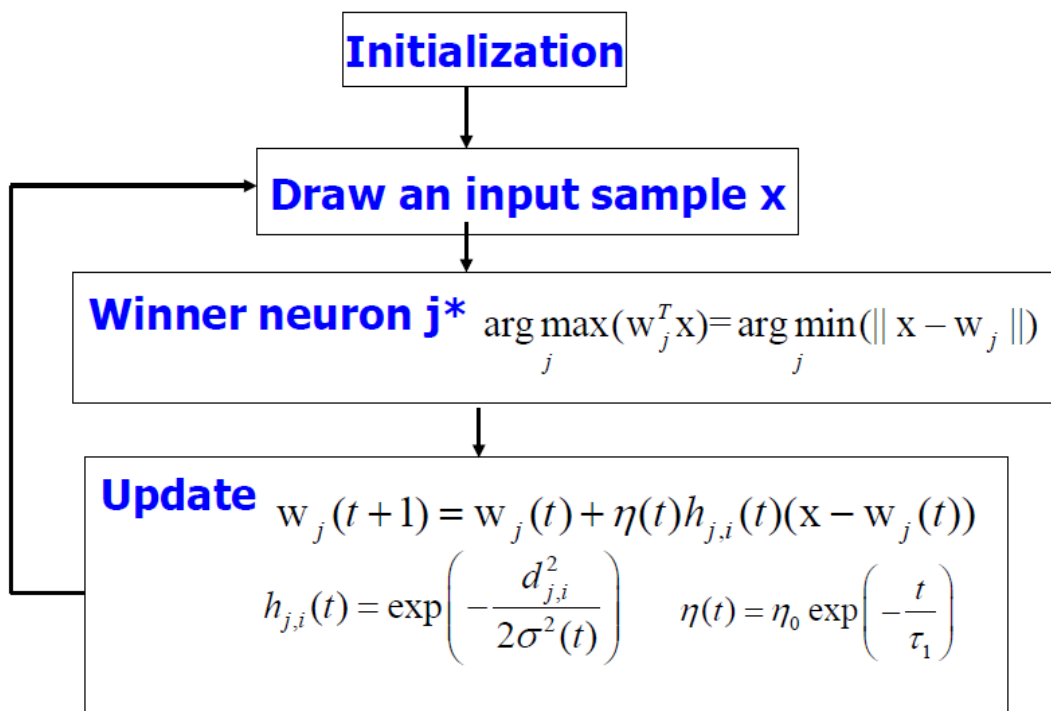 Initialization
Draw an input sample x
Winner neuron j* arg max_j (w_j^T x) = arg min_j (‖ x − w_j ‖)
Update w_j(t+1) = w_j(t) + η(t)h_{j,i}(t)(x − w_j(t))
h_{j,i}(t) = exp(−d_{j,i}^2 / 2σ^2(t)) η(t) = η_0 exp(−t / τ_1)